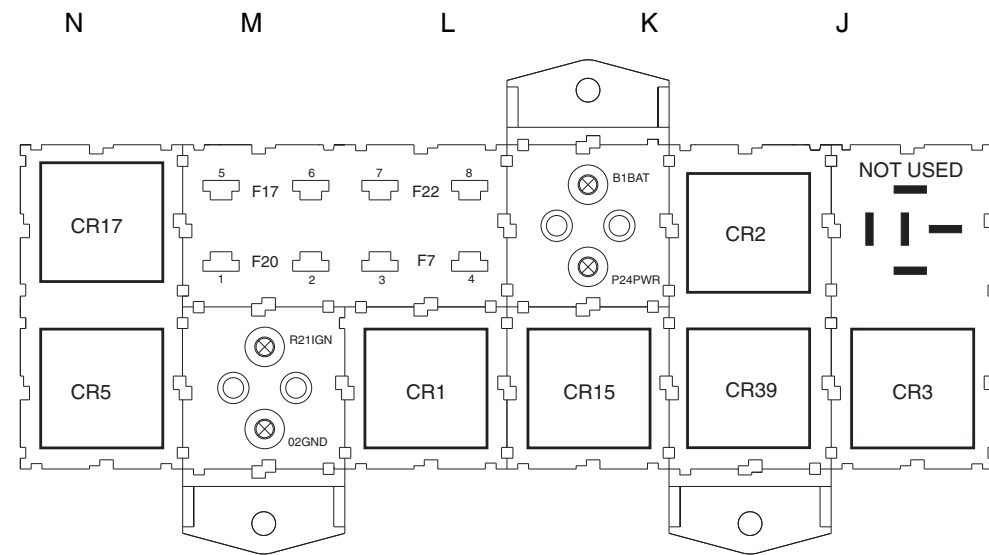 N M L K J
NOT USED
5 F17 6 7 F22 8
B1BAT
CR17
CR2
1 F20 2 3 F7 4
P24PWR
R21IGN
CR5
CR1
CR15
CR39
CR3
02GND